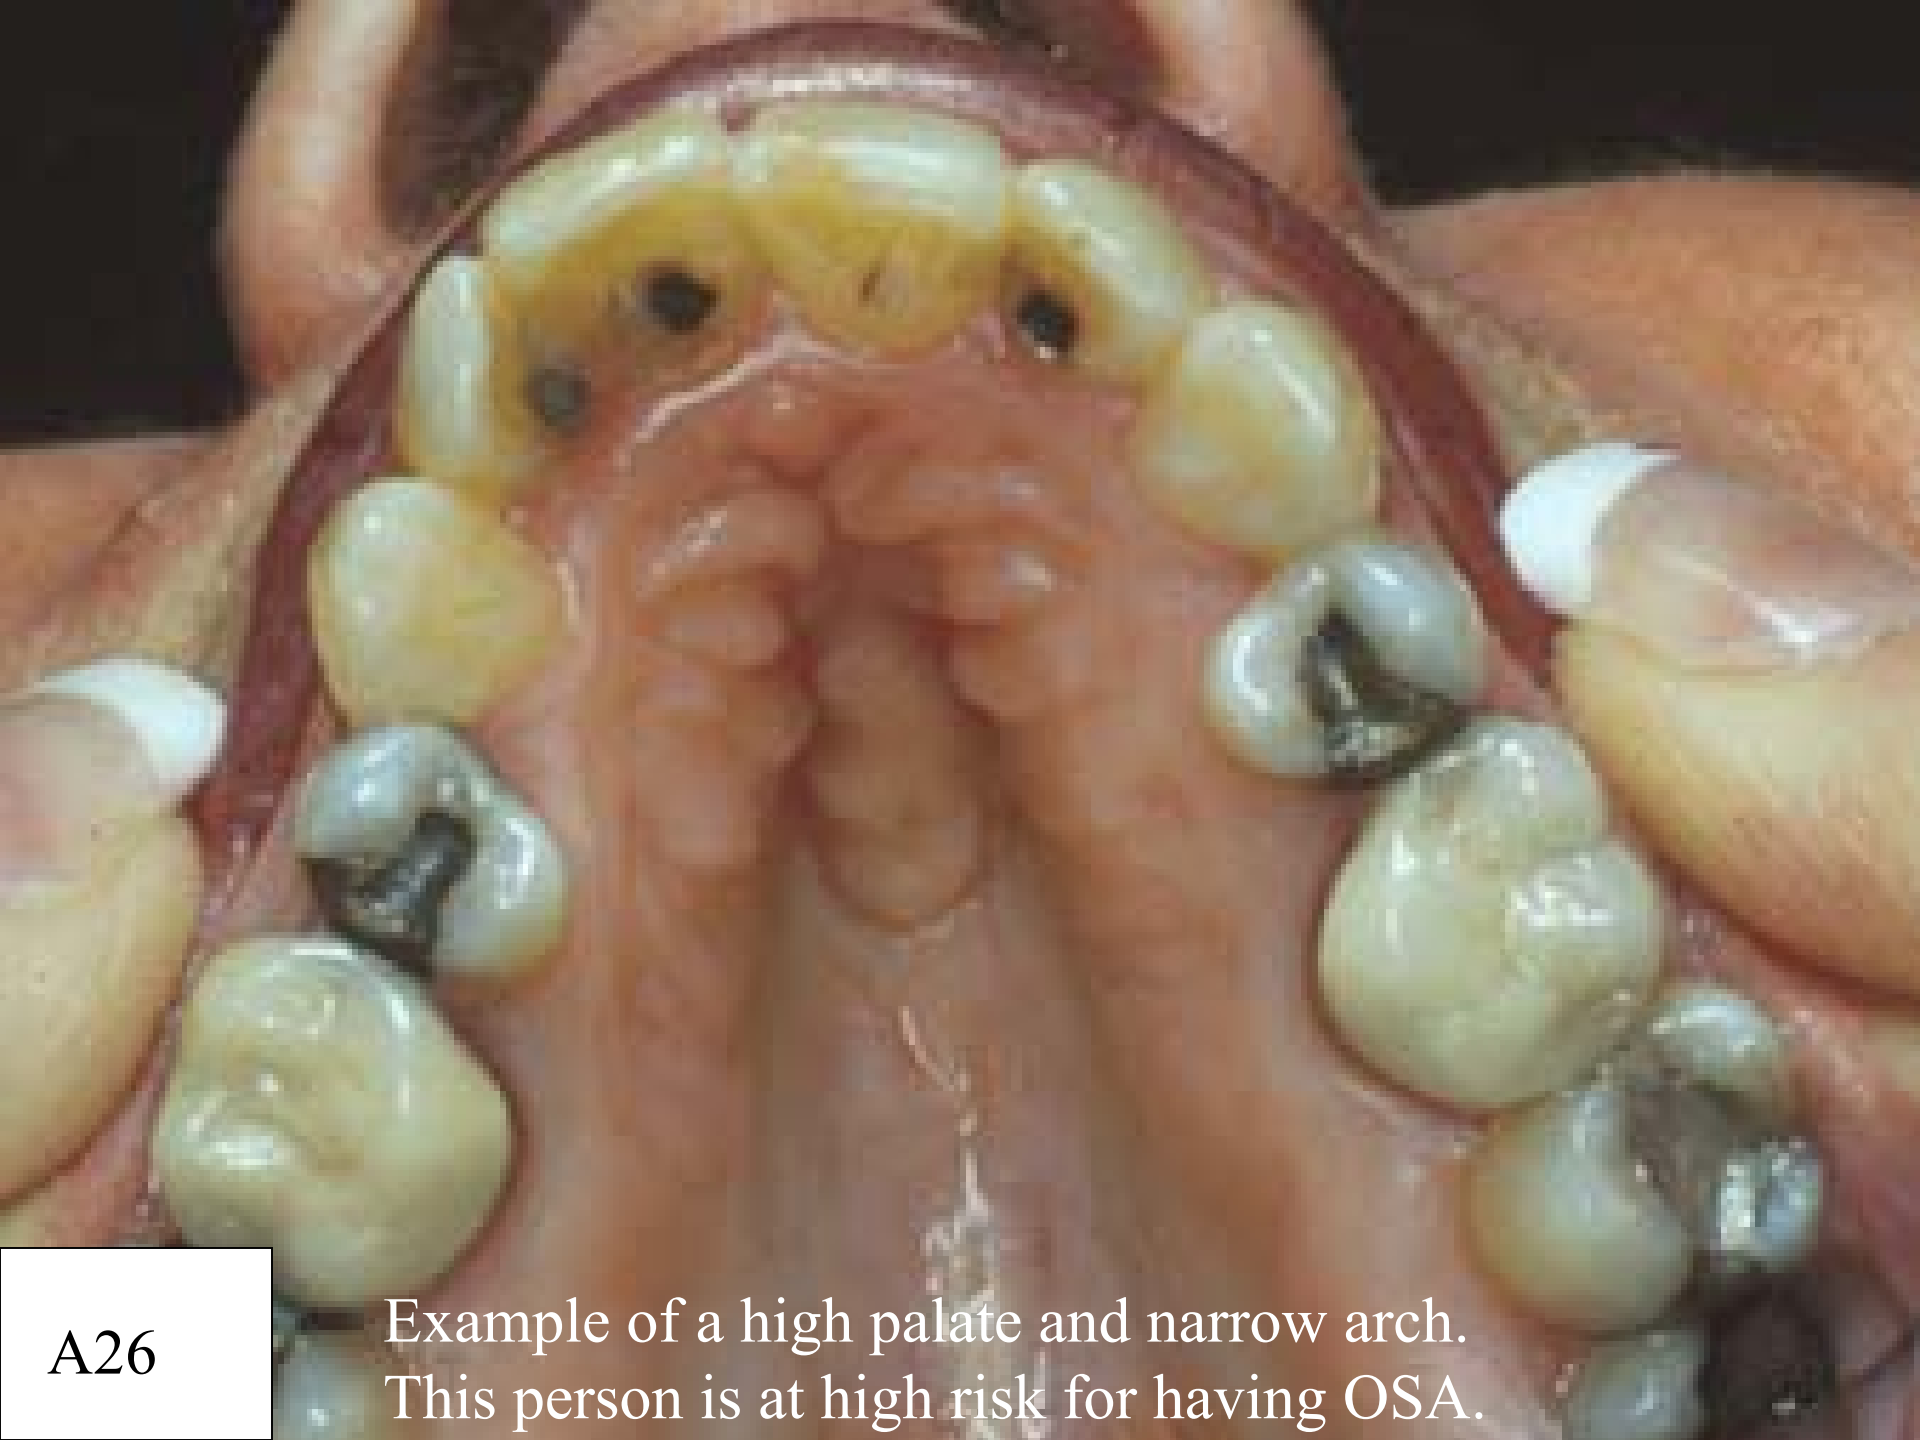 A26
Example of a high palate and narrow arch.
This person is at high risk for having OSA.